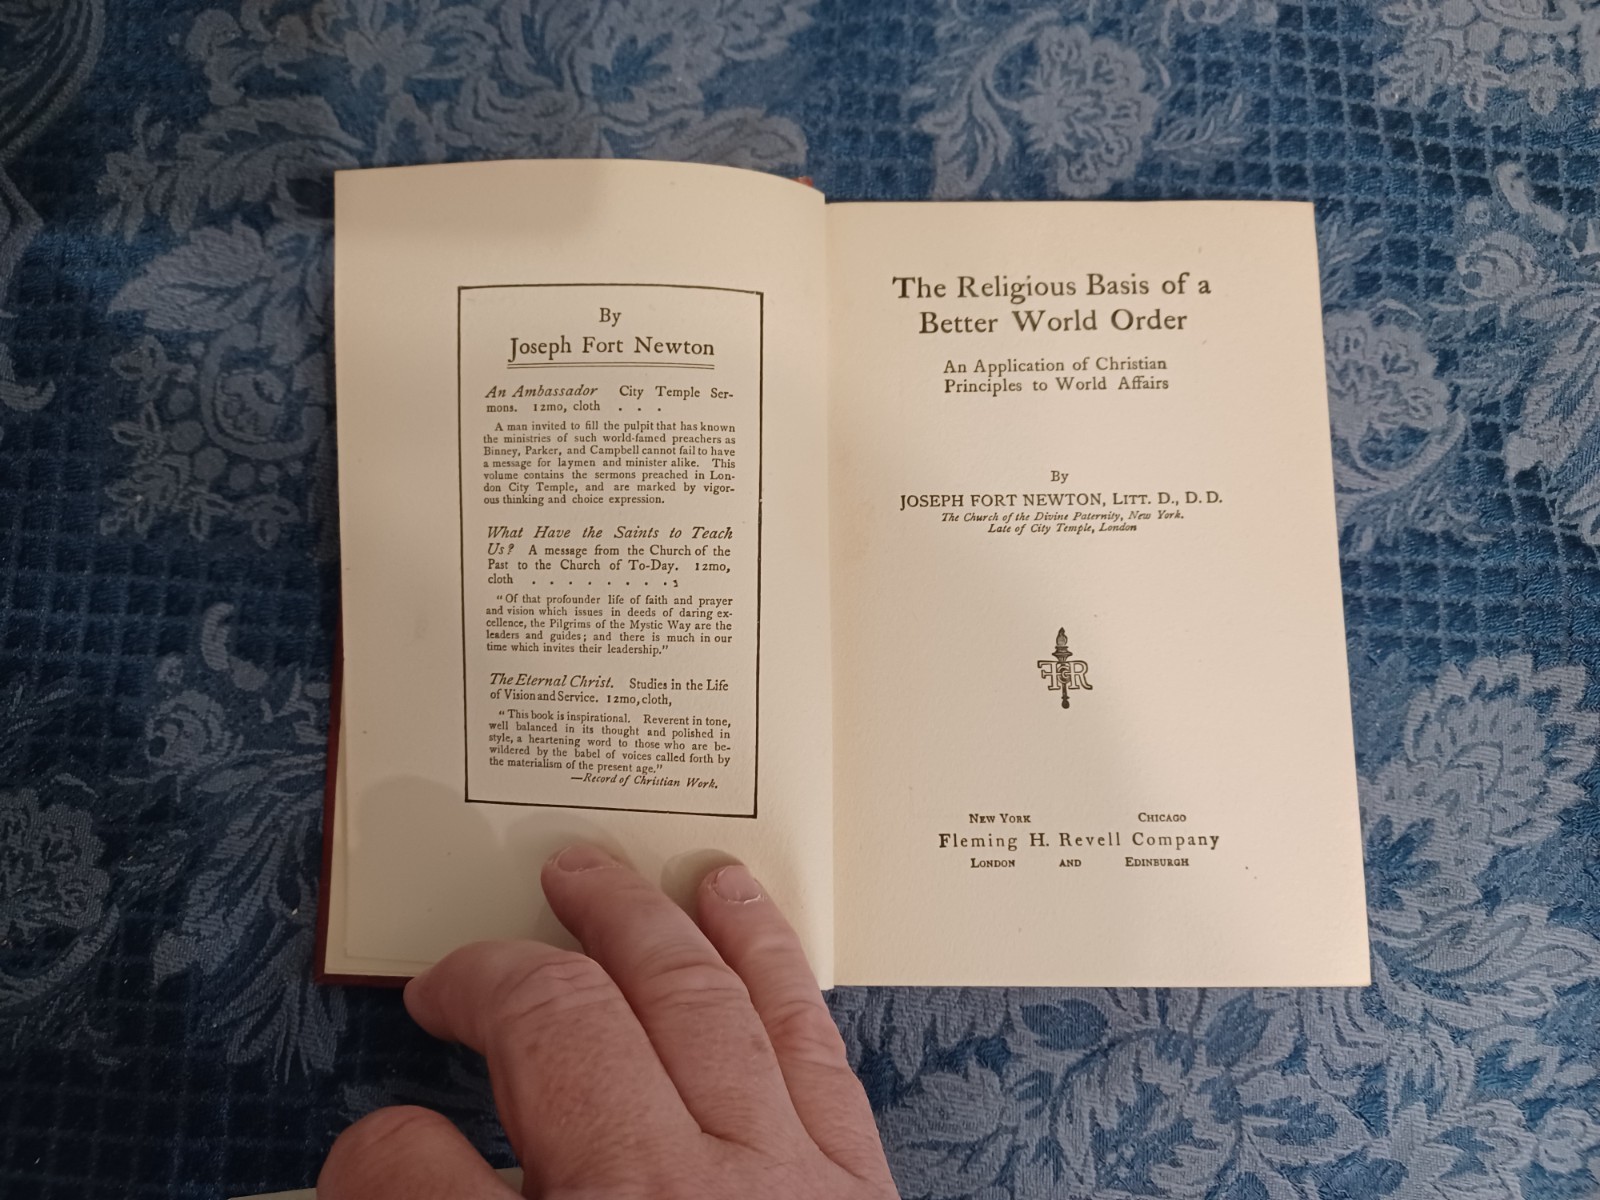 By
Joseph Fort Newton
An Ambassador City Temple Ser-
mons. 12mo, cloth . . .
A man invited to fill the pulpit that has known
the ministries of such world-famed preachers as
Binney, Parker, and Campbell cannot fail to have
a message for laymen and minister alike. This
volume contains the sermons preached in Lon-
don City Temple, and are marked by vigor-
ous thinking and choice expression.
What Have the Saints to Teach
Us? A message from the Church of the
Past to the Church of To-Day. 12mo,
cloth . . . . . . . .
"Of that profounder life of faith and prayer
and vision which issues in deeds of daring ex-
cellence, the Pilgrims of the Mystic Way are the
leaders and guides; and there is much in our
time which invites their leadership."
The Eternal Christ. Studies in the Life
of Vision and Service. 12mo, cloth,
"This book is inspirational. Reverent in tone,
well balanced in its thought and polished in
style, a heartening word to those who are be-
wildered by the babel of voices called forth by
the materialism of the present age."
—Record of Christian Work.
The Religious Basis of a
Better World Order
An Application of Christian
Principles to World Affairs
By
JOSEPH FORT NEWTON, LITT. D., D. D.
The Church of the Divine Paternity, New York.
Late of City Temple, London
FHR
NEW YORK CHICAGO
Fleming H. Revell Company
LONDON AND EDINBURGH